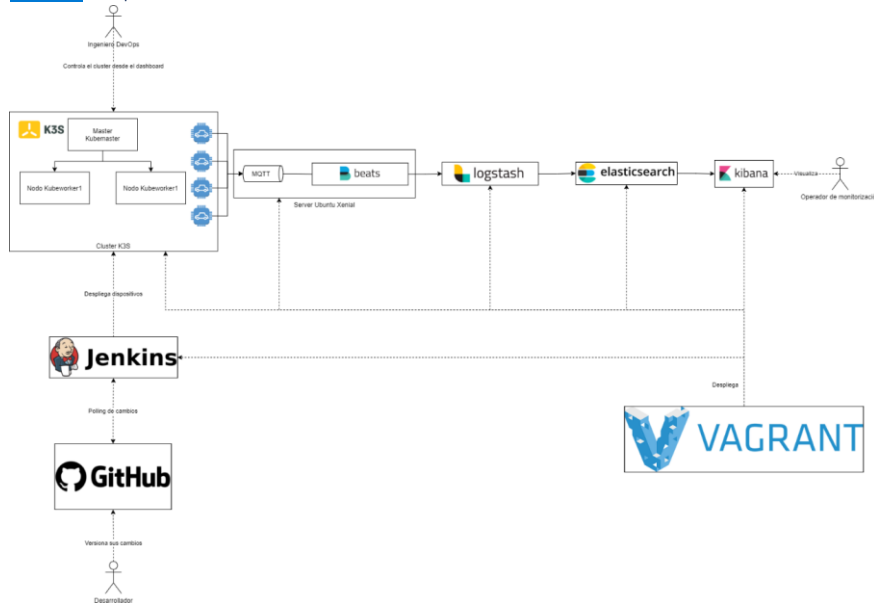 Ingeniero DevOps
Controla el cluster desde el dashboard
K3S
Master
Kubemaster
Nodo Kubeworker1
Nodo Kubeworker1
Cluster K3S
MQTT
beats
Server Ubuntu Xenial
logstash
elasticsearch
kibana
Visualiza
Operador de monitorizaci
Despliega dispositivos
Jenkins
Polling de cambios
GitHub
Versiona sus cambios
Desarrollador
Despliega
VAGRANT